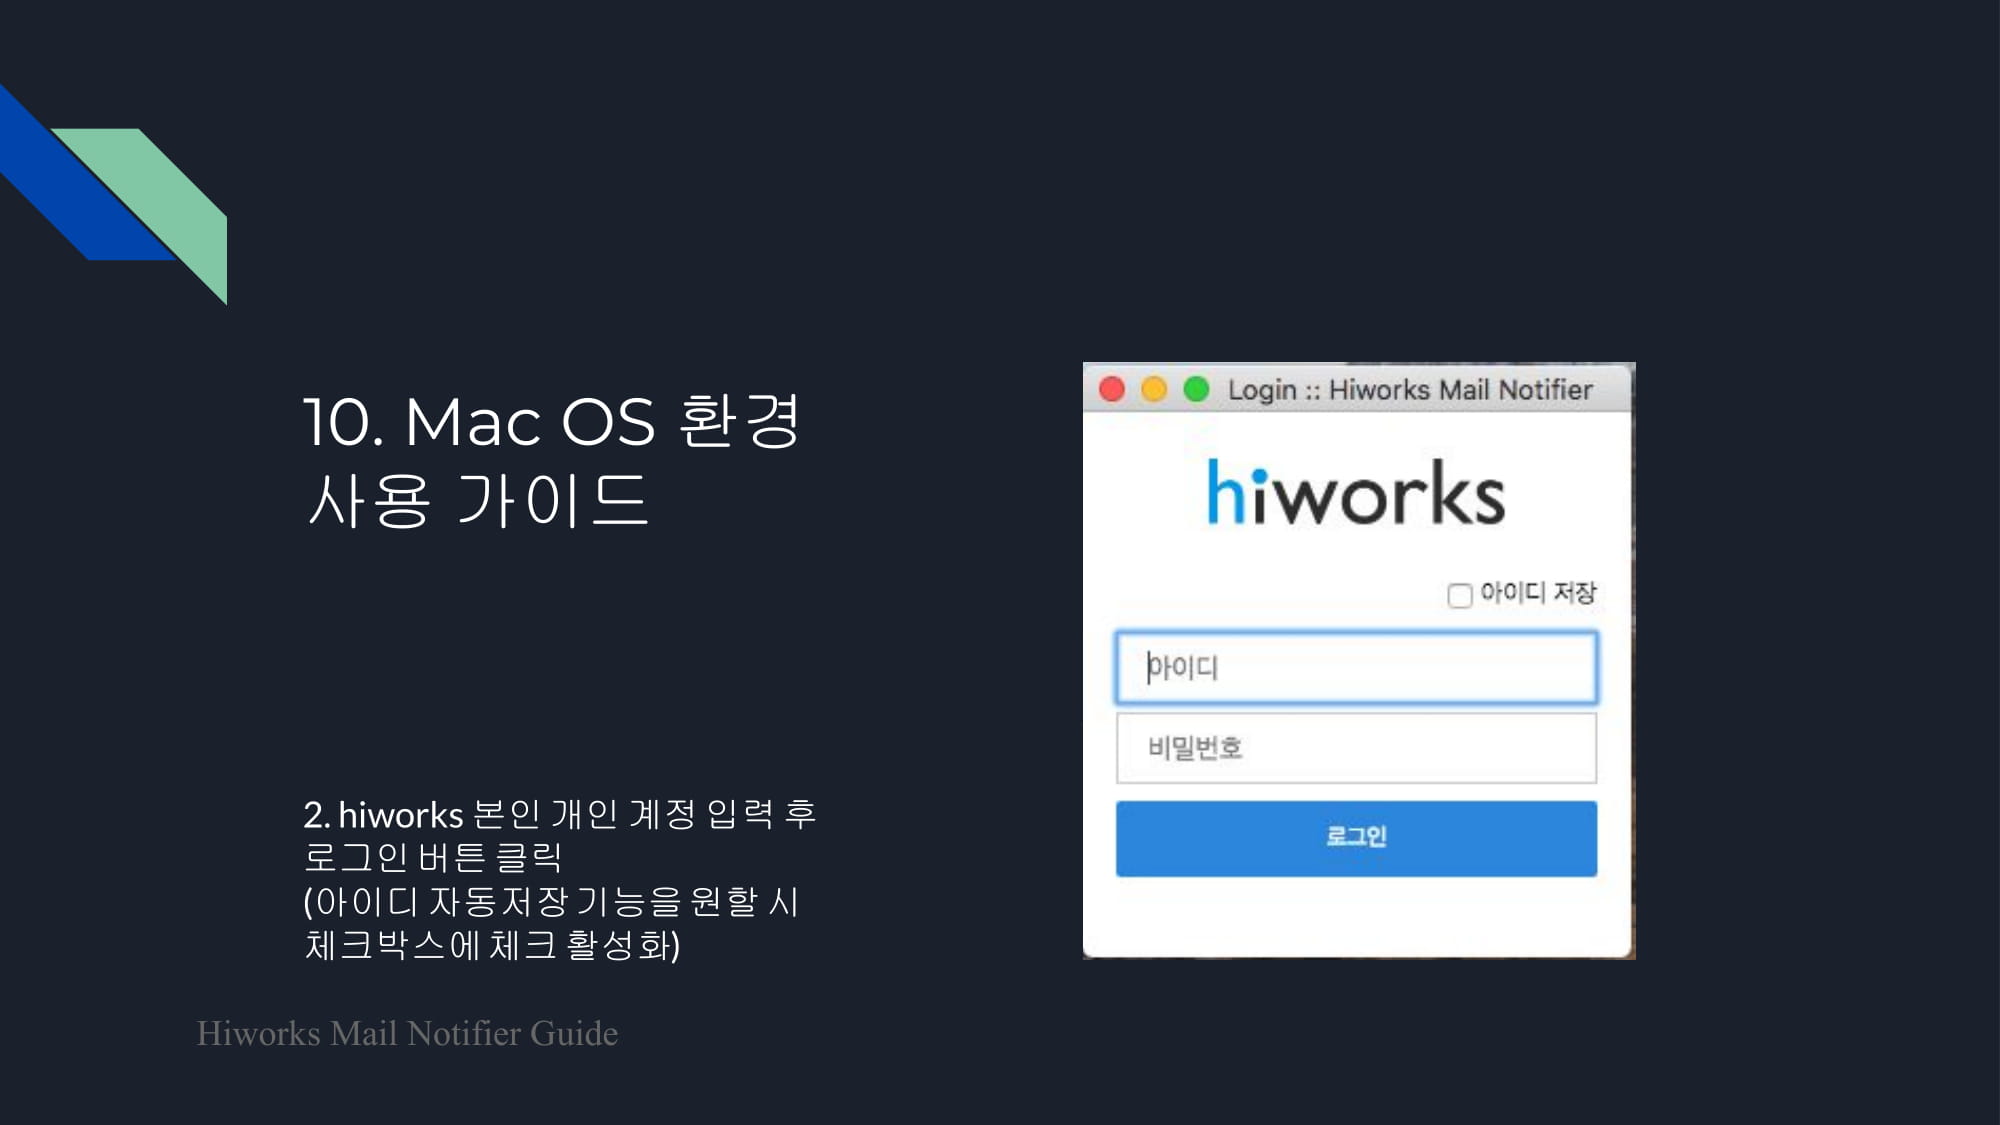 10. Mac OS 환경
사용 가이드
2. hiworks 본인 개인 계정 입력 후
로그인 버튼 클릭
(아이디 자동저장 기능을 원할 시
체크박스에 체크 활성화)
Hiworks Mail Notifier Guide
Login :: Hiworks Mail Notifier
hiworks
아이디 저장
아이디
비밀번호
로그인